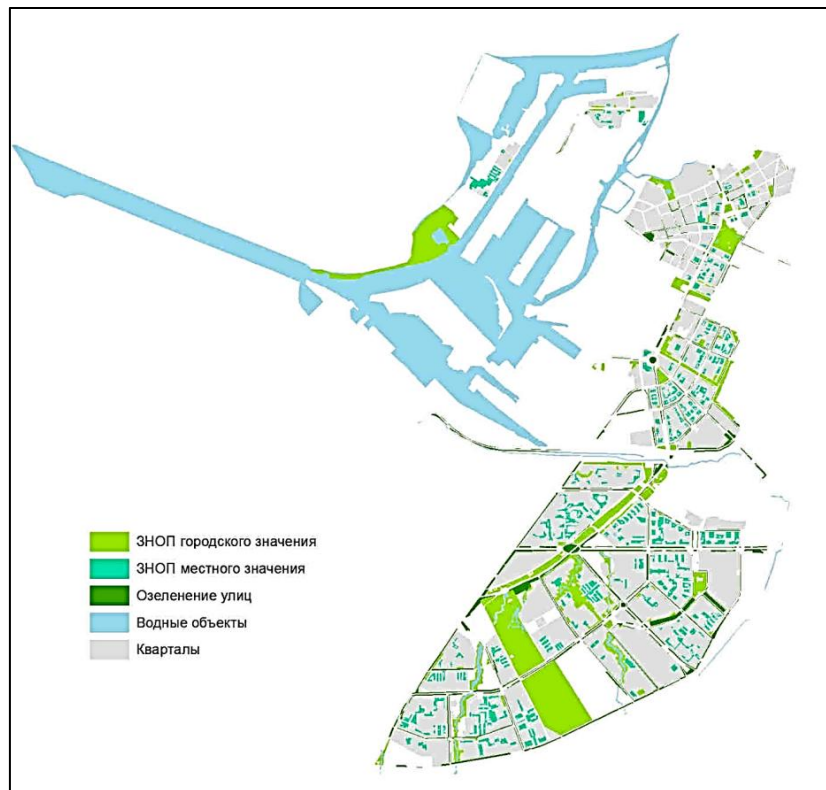 ЗНОП городского значения
ЗНОП местного значения
Озеленение улиц
Водные объекты
Кварталы